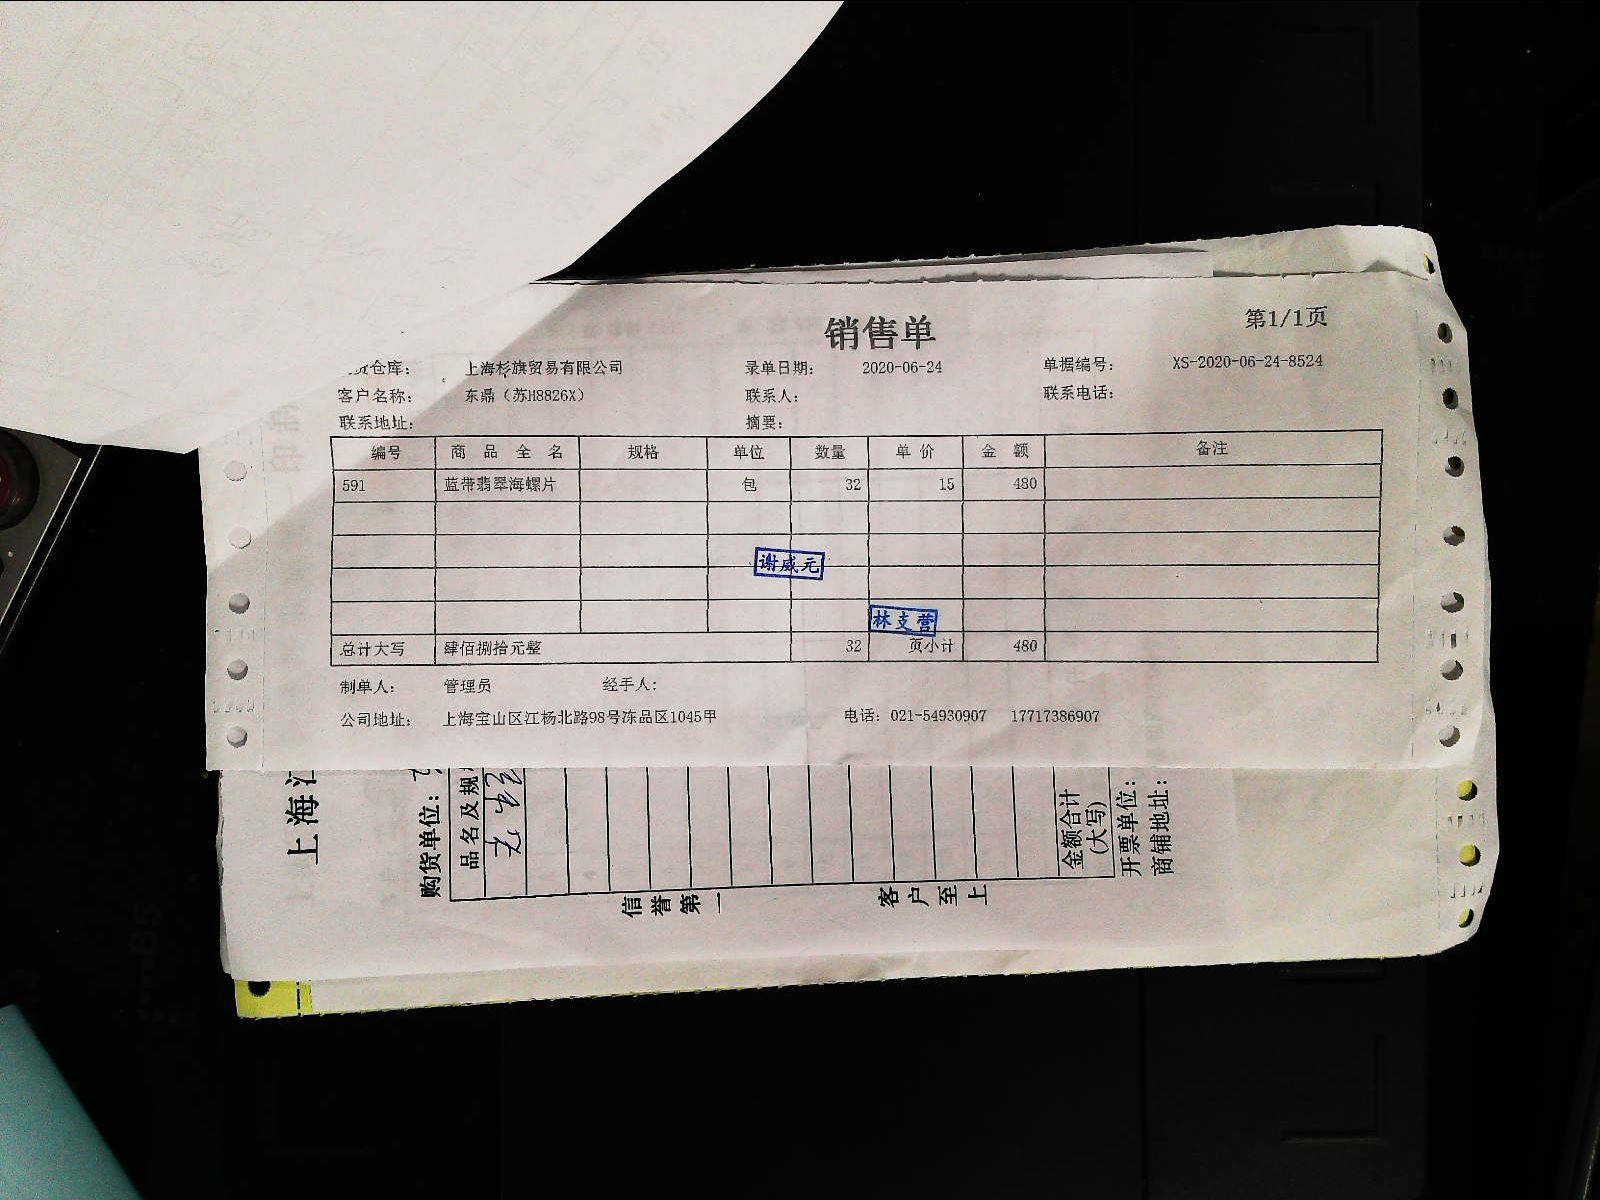 销售单
第1/1页
仓库： 上海杉旗贸易有限公司 录单日期： 2020-06-24 单据编号： XS-2020-06-24-8524
客户名称： 东鼎（苏H8826X） 联系人： 联系电话：
联系地址： 摘要：
编号 商品全名 规格 单位 数量 单价 金额 备注
591 蓝带翡翠海螺片 包 32 15 480
谢威元
林支营
总计大写 肆佰捌拾元整 32 页小计 480
制单人： 管理员 经手人：
公司地址： 上海宝山区江杨北路98号冻品区1045甲 电话：021-54930907 17717386907
上海江
购货单位：
品名及规
金额合计
(大写)
开票单位：
商铺地址：
信誉第一
客户至上